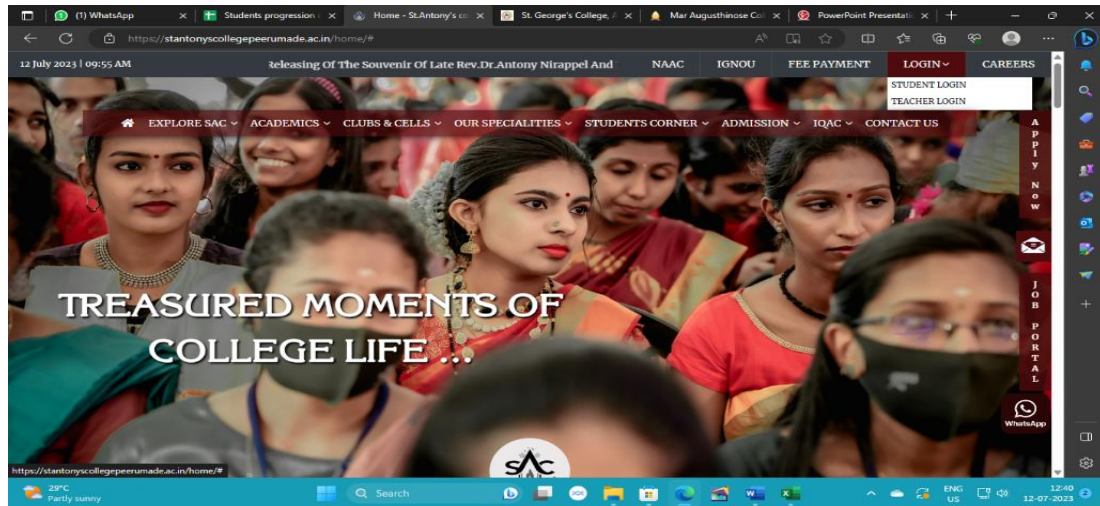 (1) WhatsApp
Students progression
Home - St.Antony's co
St. George's College, A
Mar Augusthinose Col
PowerPoint Presentatio
https://stantonyscollegepeerumade.ac.in/home/#
12 July 2023 | 09:55 AM
Releasing Of The Souvenir Of Late Rev.Dr.Antony Nirappel And
NAAC
IGNOU
FEE PAYMENT
LOGIN
CAREERS
STUDENT LOGIN
TEACHER LOGIN
EXPLORE SAC
ACADEMICS
CLUBS & CELLS
OUR SPECIALITIES
STUDENTS CORNER
ADMISSION
IQAC
CONTACT US
Apply Now
TREASURED MOMENTS OF
COLLEGE LIFE ...
JOB PORTAL
WhatsApp
SAC
https://stantonyscollegepeerumade.ac.in/home/#
29°C
Partly sunny
Search
ENG
US
12:40
12-07-2023